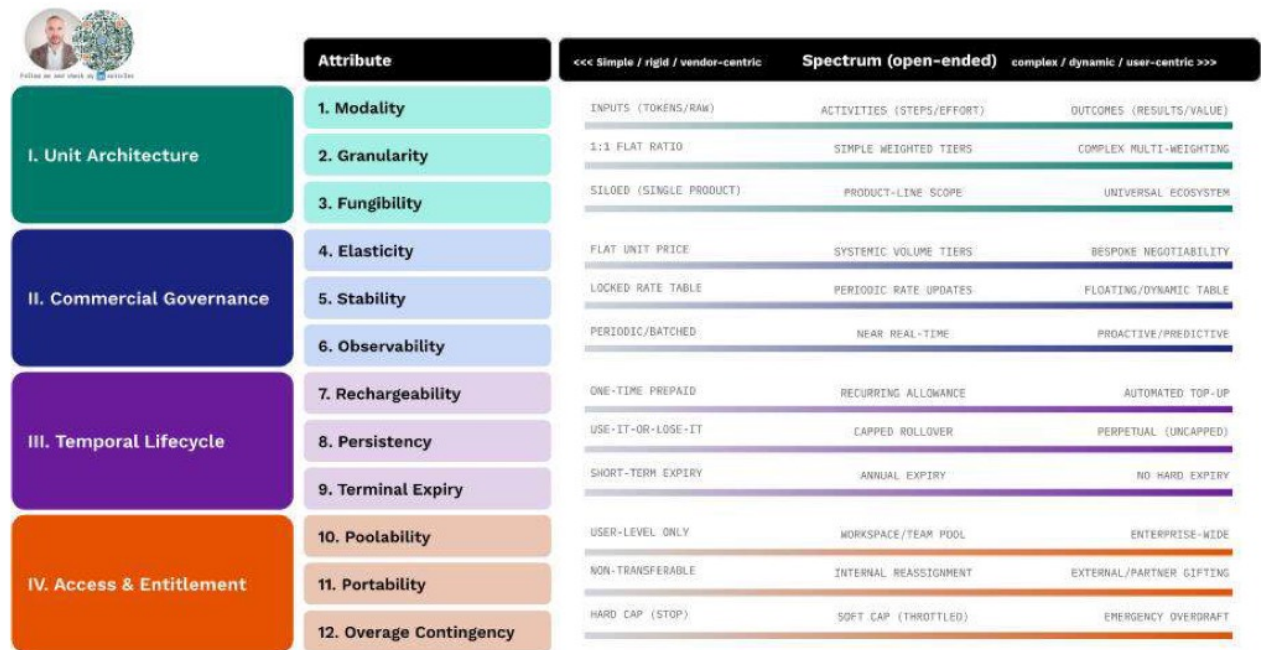 Follow me and check my in articles
Attribute
<<< Simple / rigid / vendor-centric
Spectrum (open-ended)
complex / dynamic / user-centric >>>
I. Unit Architecture
1. Modality
INPUTS (TOKENS/RAW)
ACTIVITIES (STEPS/EFFORT)
OUTCOMES (RESULTS/VALUE)
2. Granularity
1:1 FLAT RATIO
SIMPLE WEIGHTED TIERS
COMPLEX MULTI-WEIGHTING
3. Fungibility
SILOED (SINGLE PRODUCT)
PRODUCT-LINE SCOPE
UNIVERSAL ECOSYSTEM
II. Commercial Governance
4. Elasticity
FLAT UNIT PRICE
SYSTEMIC VOLUME TIERS
BESPOKE NEGOTIABILITY
5. Stability
LOCKED RATE TABLE
PERIODIC RATE UPDATES
FLOATING/DYNAMIC TABLE
6. Observability
PERIODIC/BATCHED
NEAR REAL-TIME
PROACTIVE/PREDICTIVE
III. Temporal Lifecycle
7. Rechargeability
ONE-TIME PREPAID
RECURRING ALLOWANCE
AUTOMATED TOP-UP
8. Persistency
USE-IT-OR-LOSE-IT
CAPPED ROLLOVER
PERPETUAL (UNCAPPED)
9. Terminal Expiry
SHORT-TERM EXPIRY
ANNUAL EXPIRY
NO HARD EXPIRY
IV. Access & Entitlement
10. Poolability
USER-LEVEL ONLY
WORKSPACE/TEAM POOL
ENTERPRISE-WIDE
11. Portability
NON-TRANSFERABLE
INTERNAL REASSIGNMENT
EXTERNAL/PARTNER GIFTING
12. Overage Contingency
HARD CAP (STOP)
SOFT CAP (THROTTLED)
EMERGENCY OVERDRAFT